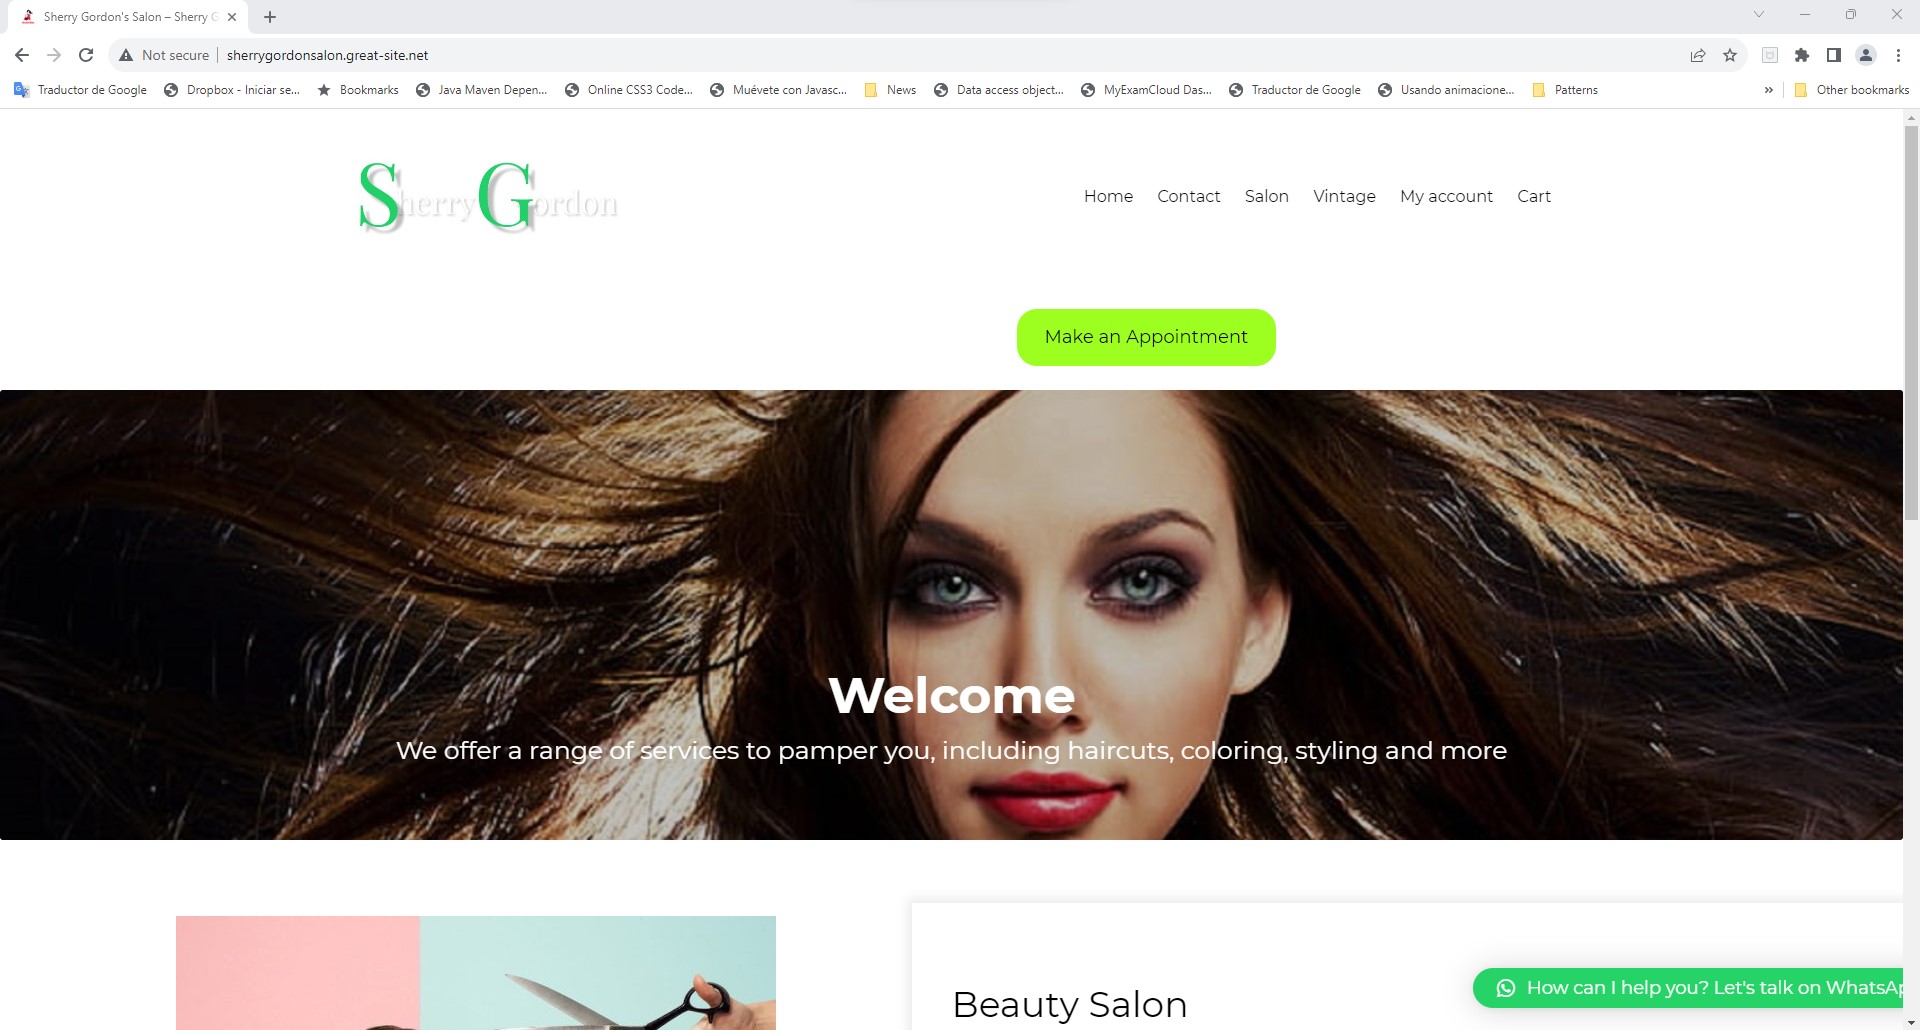 Sherry Gordon's Salon – Sherry G
Not secure sherrygordonsalon.great-site.net
Traductor de Google Dropbox - Iniciar se... Bookmarks Java Maven Depen... Online CSS3 Code... Muévete con Javasc... News Data access object... MyExamCloud Das... Traductor de Google Usando animacione... Patterns » Other bookmarks
Sherry Gordon
Home Contact Salon Vintage My account Cart
Make an Appointment
Welcome
We offer a range of services to pamper you, including haircuts, coloring, styling and more
Beauty Salon
How can I help you? Let's talk on WhatsAp